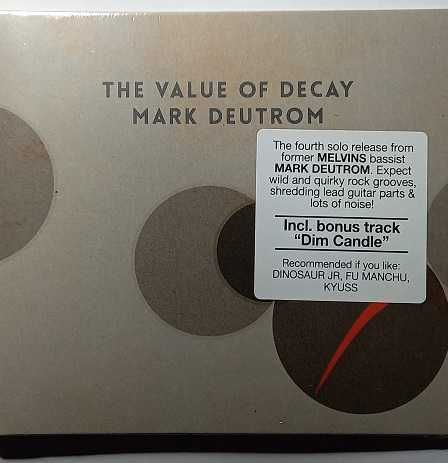 THE VALUE OF DECAY
MARK DEUTROM
The fourth solo release from
former MELVINS bassist
MARK DEUTROM. Expect
wild and quirky rock grooves,
shredding lead guitar parts &
lots of noise!
Incl. bonus track
“Dim Candle”
Recommended if you like:
DINOSAUR JR, FU MANCHU,
KYUSS